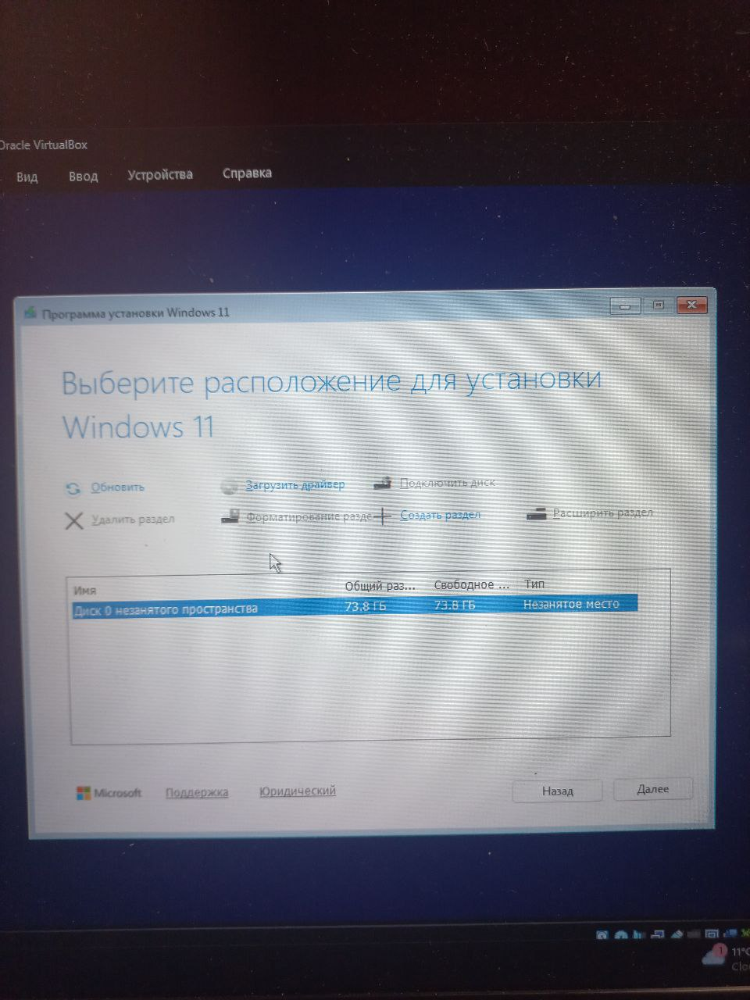 Oracle VirtualBox
Вид Ввод Устройства Справка
Программа установки Windows 11
Выберите расположение для установки
Windows 11
Обновить Загрузить драйвер Подключить диск
Удалить раздел Форматирование разде Создать раздел Расширить раздел
Имя Общий раз... Свободное ... Тип
Диск 0 незанятого пространства 73.8 ГБ 73.8 ГБ Незанятое место
Microsoft Поддержка Юридический Назад Далее
1
11°C
Clo